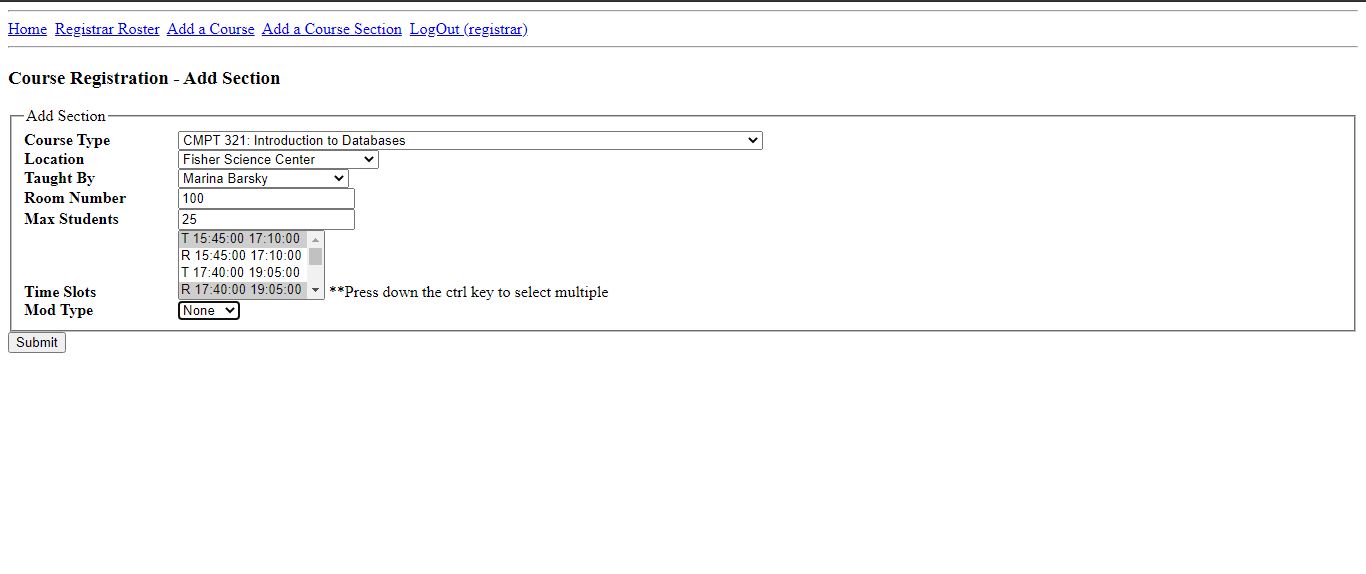 Home Registrar Roster Add a Course Add a Course Section LogOut (registrar)
Course Registration - Add Section
Add Section
Course Type CMPT 321: Introduction to Databases
Location Fisher Science Center
Taught By Marina Barsky
Room Number 100
Max Students 25
T 15:45:00 17:10:00
R 15:45:00 17:10:00
T 17:40:00 19:05:00
Time Slots R 17:40:00 19:05:00 **Press down the ctrl key to select multiple
Mod Type None
Submit